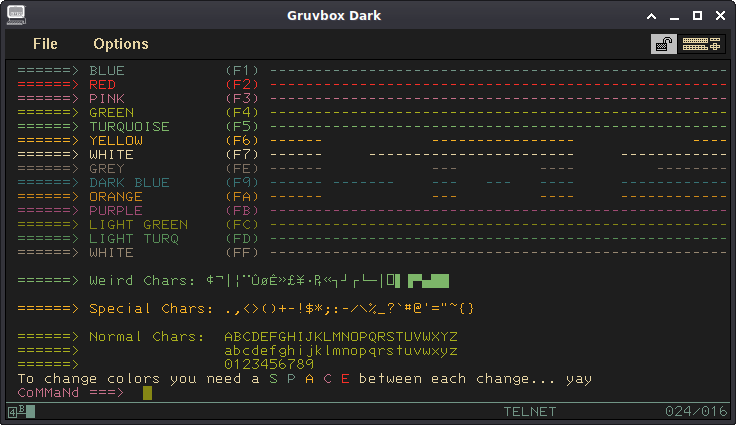 Gruvbox Dark
File Options
======> BLUE (F1) ---------------------------------------------------
======> RED (F2) ---------------------------------------------------
======> PINK (F3) ---------------------------------------------------
======> GREEN (F4) ---------------------------------------------------
======> TURQUOISE (F5) ---------------------------------------------------
======> YELLOW (F6) ------ ---------------- ----
======> WHITE (F7) ------ ---------------- ------------
======> GREY (FE) --- ---
======> DARK BLUE (F9) ------ ------- --- --- --- ------------
======> ORANGE (FA) ------ --- --- ------------
======> PURPLE (FB) ---------------------------------------------------
======> LIGHT GREEN (FC) ---------------------------------------------------
======> LIGHT TURQ (FD) ---------------------------------------------------
======> WHITE (FF) ---------------------------------------------------
======> Weird Chars: ¢¬|¦¨ÛøÊ»£¥·₧«┐┘┌└─│
======> Special Chars: .,<>()+-!$*;:-/\%_?`#@'="~{}
======> Normal Chars: ABCDEFGHIJKLMNOPQRSTUVWXYZ
======> abcdefghijklmnopqrstuvwxyz
======> 0123456789
To change colors you need a S P A C E between each change... yay
CoMMaNd ===>
4 B TELNET 024/016